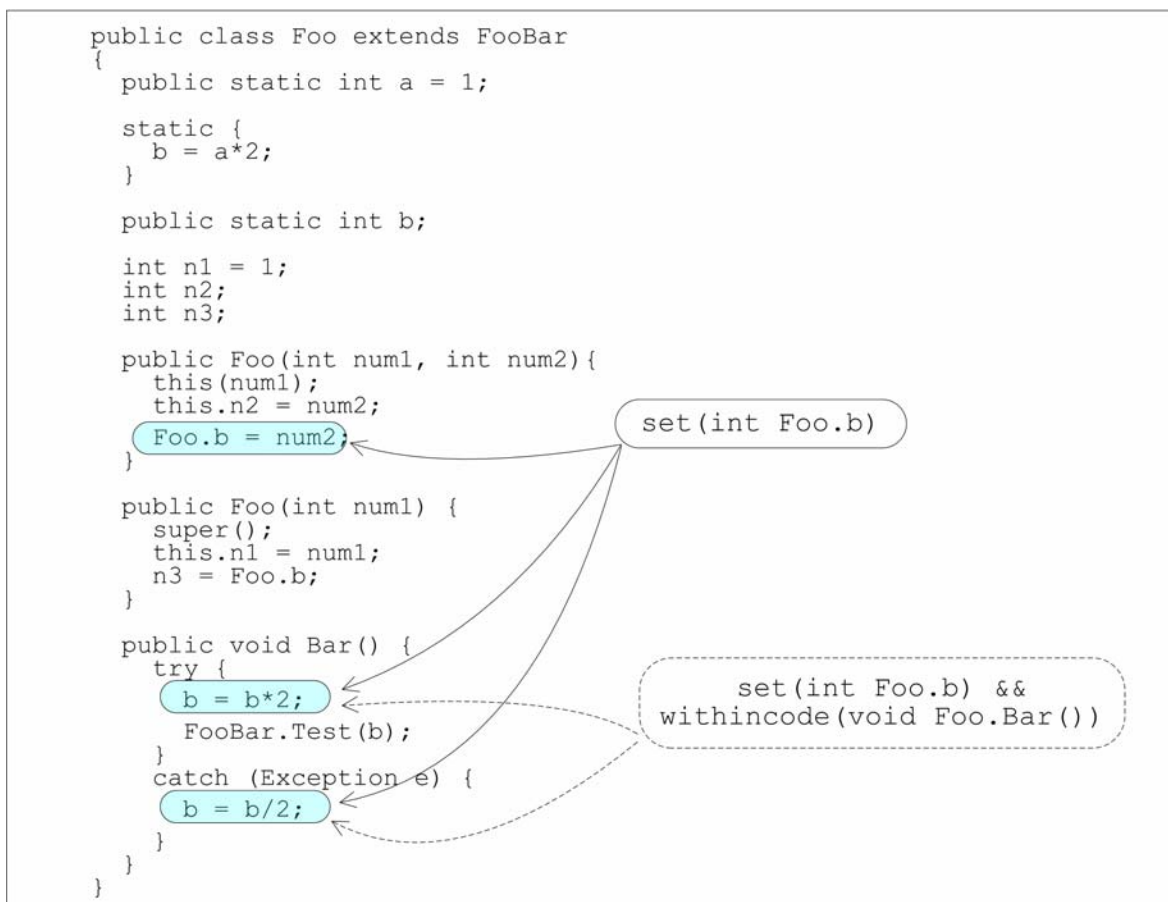 public class Foo extends FooBar
{
public static int a = 1;
static {
b = a*2;
}
public static int b;
int n1 = 1;
int n2;
int n3;
public Foo(int num1, int num2){
this(num1);
this.n2 = num2;
Foo.b = num2;
}
set(int Foo.b)
public Foo(int num1) {
super();
this.n1 = num1;
n3 = Foo.b;
}
public void Bar() {
try {
b = b*2;
FooBar.Test(b);
}
catch (Exception e) {
b = b/2;
}
}
}
set(int Foo.b) &&
withincode(void Foo.Bar())